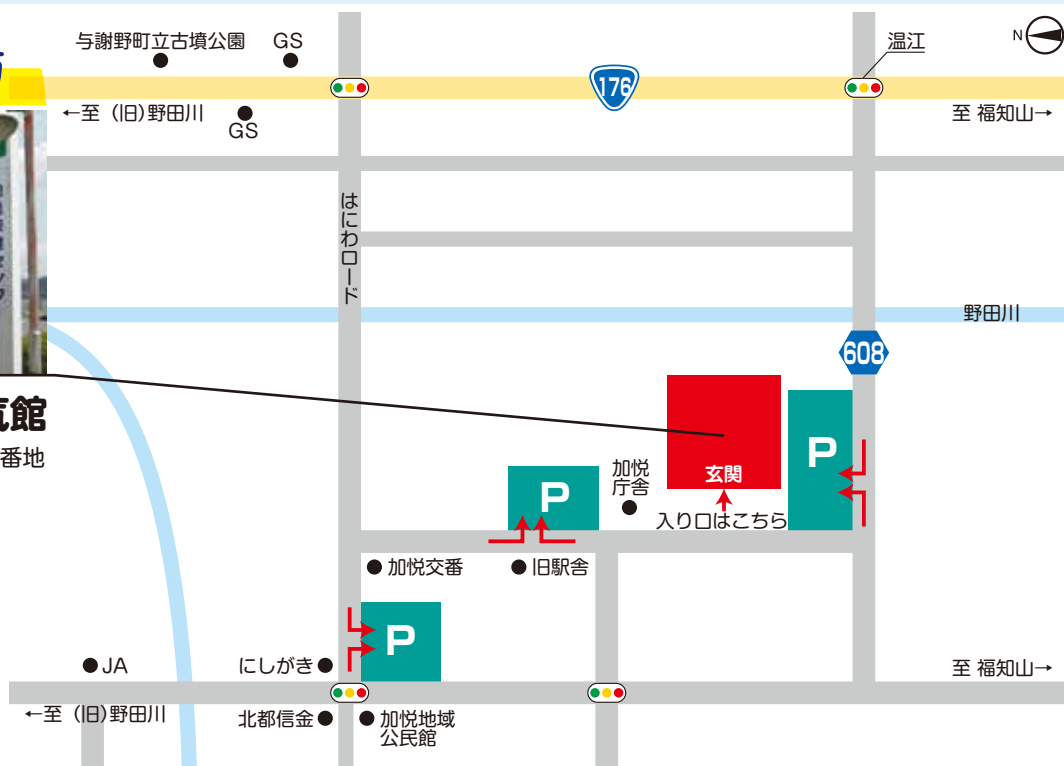 与謝野町立古墳公園
GS
温江
N
176
←至 (旧)野田川
GS
至 福知山→
はにわロード
野田川
608
気館
番地
P
加悦
庁舎
玄関
P
入り口はこちら
加悦交番
旧駅舎
P
JA
にしがき
至 福知山→
←至 (旧)野田川
北都信金
加悦地域
公民館